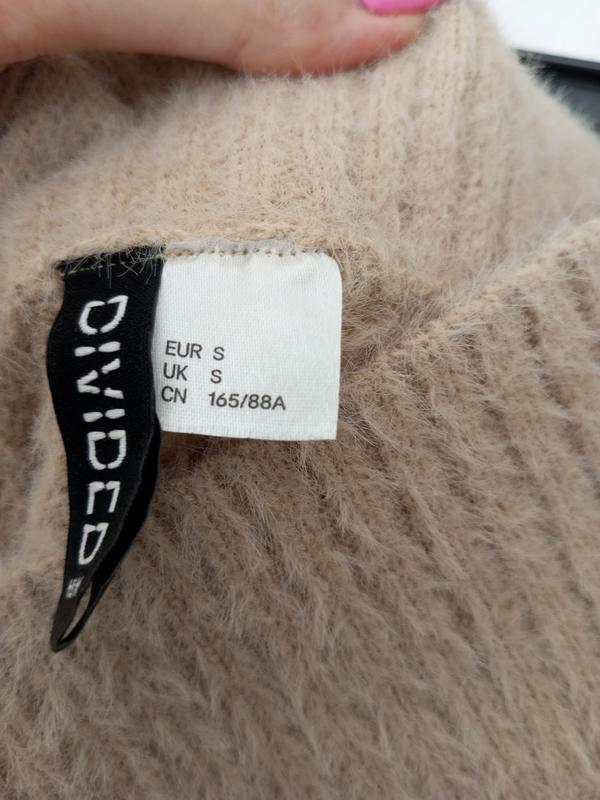 DIVIDED
EUR S
UK S
CN 165/88A